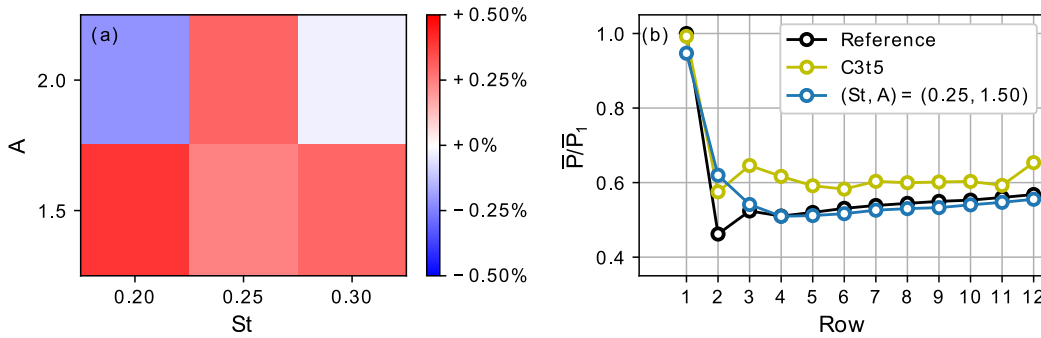 (a)
A
2.0
1.5
0.20
0.25
0.30
St
+ 0.50%
+ 0.25%
+ 0%
− 0.25%
− 0.50%
(b)
Reference
C3t5
(St, A) = (0.25, 1.50)
P̅/P̅₁
1.0
0.8
0.6
0.4
1 2 3 4 5 6 7 8 9 10 11 12
Row